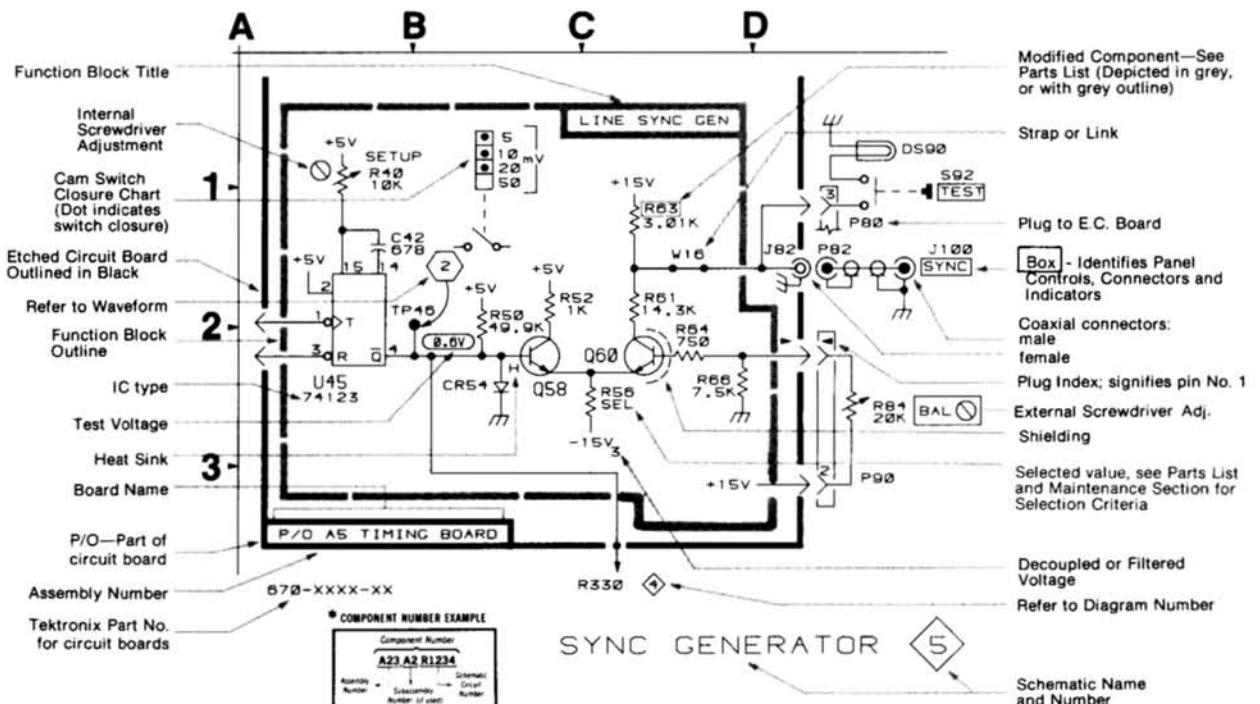 A B C D
1
2
3
Function Block Title
Internal
Screwdriver
Adjustment
Cam Switch
Closure Chart
(Dot indicates
switch closure)
Etched Circuit Board
Outlined in Black
Refer to Waveform
Function Block
Outline
IC type
Test Voltage
Heat Sink
Board Name
P/O—Part of
circuit board
Assembly Number
Tektronix Part No.
for circuit boards
LINE SYNC GEN
+5V
SETUP
R40
10K
5
10
20
50
mV
C42
678
+5V
15 14
2
1
T
3
R
Q
4
U45
74123
2
TP46
0.6V
+5V
R50
49.9K
CR54
H
+5V
R52
1K
Q58
Q60
R56
SEL
-15V
3
+15V
R63
3.01K
W16
R61
14.3K
R64
750
R66
7.5K
+15V
DS90
S92
TEST
3
P80
J82 P82 J100
SYNC
R84
20K
BAL
2
P90
P/O A5 TIMING BOARD
670-XXXX-XX
R330
4
SYNC GENERATOR
5
* COMPONENT NUMBER EXAMPLE
Component Number
A23 A2 R1234
Assembly
Number
Subassembly
Number (if used)
Schematic
Circuit
Number
Modified Component—See
Parts List (Depicted in grey,
or with grey outline)
Strap or Link
Plug to E.C. Board
Box - Identifies Panel
Controls, Connectors and
Indicators
Coaxial connectors:
male
female
Plug Index; signifies pin No. 1
External Screwdriver Adj.
Shielding
Selected value, see Parts List
and Maintenance Section for
Selection Criteria
Decoupled or Filtered
Voltage
Refer to Diagram Number
Schematic Name
and Number